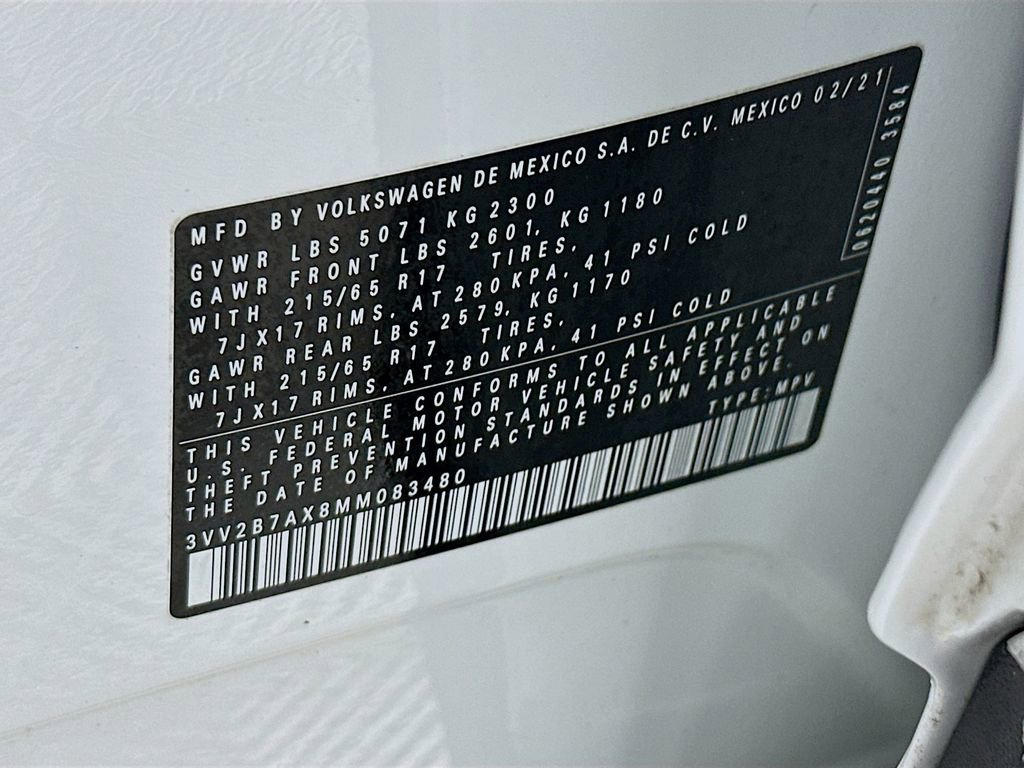 MFD BY VOLKSWAGEN DE MEXICO S.A. DE C.V. MEXICO 02/21
GVWR LBS 5071 KG 2300
GAWR FRONT LBS 2601, KG 1180
WITH 215/65 R17 TIRES,
7JX17 RIMS, AT 280KPA, 41 PSI COLD
GAWR REAR LBS 2579, KG 1170
WITH 215/65 R17 TIRES,
7JX17 RIMS, AT 280KPA, 41 PSI COLD
THIS VEHICLE CONFORMS TO ALL APPLICABLE
U.S. FEDERAL MOTOR VEHICLE SAFETY AND
THEFT PREVENTION STANDARDS IN EFFECT ON
THE DATE OF MANUFACTURE SHOWN ABOVE.
3VV2B7AX8MM083480 TYPE:MPV
0620440 3584